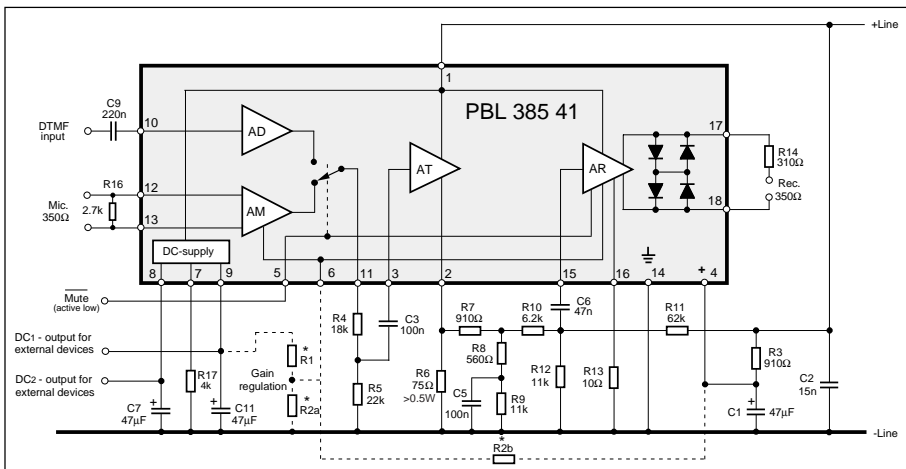 +Line
PBL 385 41
1
C9
220n
DTMF
input
10
AD
AT
AR
17
R14
310Ω
Rec.
350Ω
18
R16
2.7k
Mic.
350Ω
12
13
AM
DC-supply
8
7
9
5
6
11
3
2
15
16
14
+
4
Mute
(active low)
DC1 - output for
external devices
DC2 - output for
external devices
R17
4k
+
C7
47µF
+
C11
47µF
*
R1
Gain
regulation
*
R2a
R4
18k
R5
22k
C3
100n
R7
910Ω
R10
6.2k
C6
47n
R11
62k
R8
560Ω
R6
75Ω
>0.5W
C5
100n
R9
11k
R12
11k
R13
10Ω
R3
910Ω
C2
15n
+
C1
47µF
-Line
*
R2b